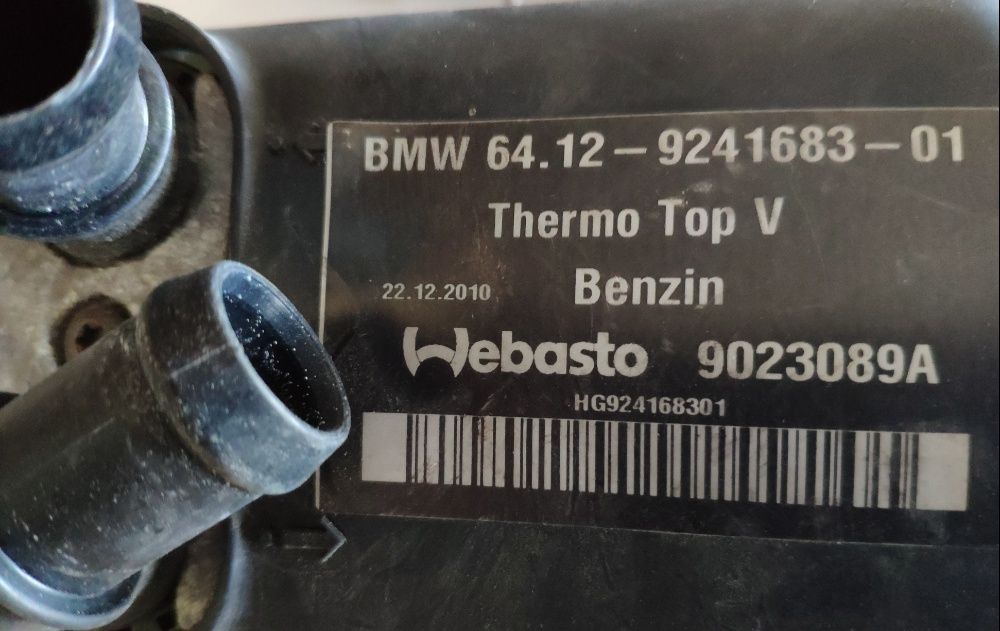 BMW 64.12-9241683-01
Thermo Top V
22.12.2010 Benzin
Webasto 9023089A
HG924168301